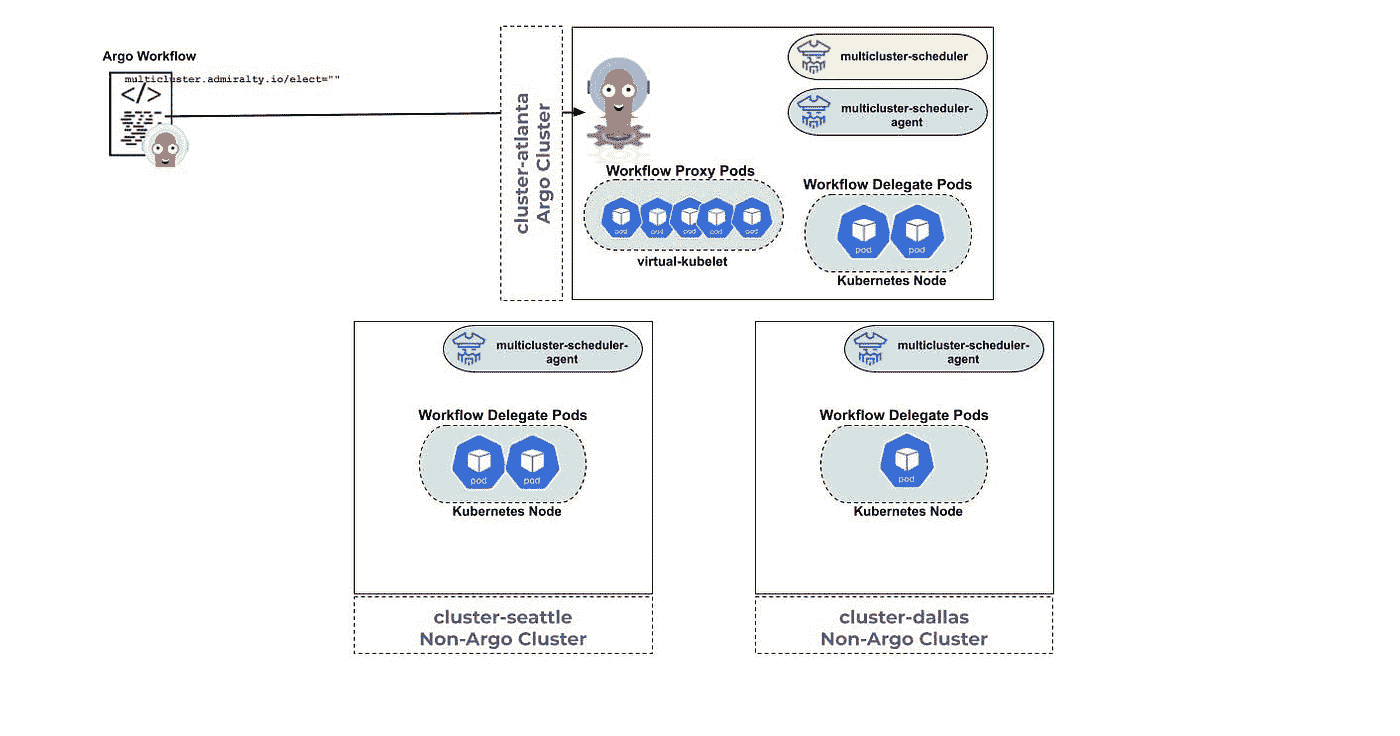 Argo Workflow
multicluster.admiralty.io/elect=""
</>
cluster-atlanta
Argo Cluster
multicluster-scheduler
multicluster-scheduler-
agent
Workflow Proxy Pods
pod pod pod pod pod
virtual-kubelet
Workflow Delegate Pods
pod pod
Kubernetes Node
multicluster-scheduler-
agent
Workflow Delegate Pods
pod pod
Kubernetes Node
cluster-seattle
Non-Argo Cluster
multicluster-scheduler-
agent
Workflow Delegate Pods
pod
Kubernetes Node
cluster-dallas
Non-Argo Cluster